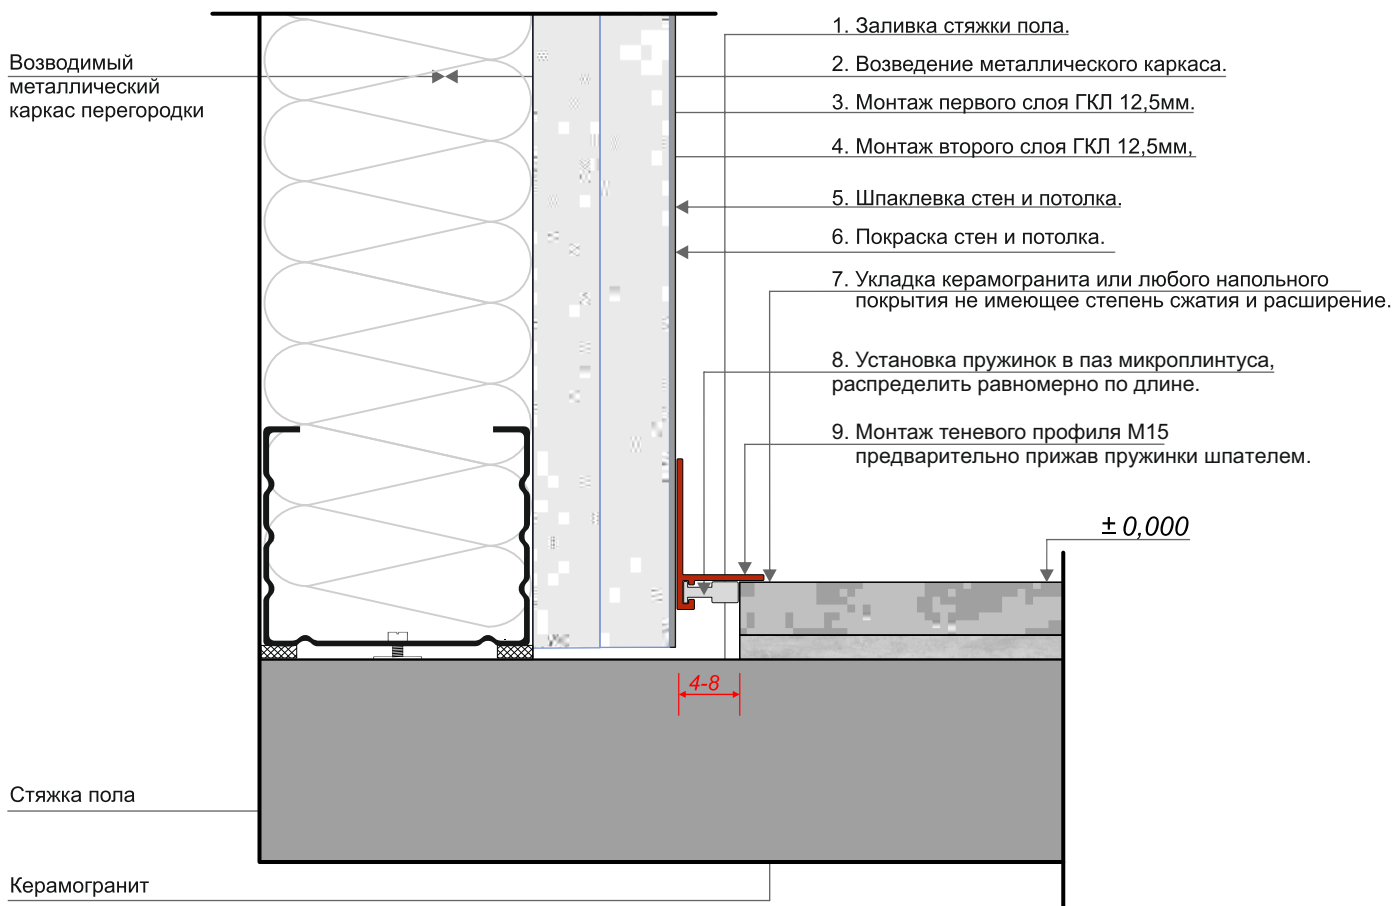 Возводимый
металлический
каркас перегородки
1. Заливка стяжки пола.
2. Возведение металлического каркаса.
3. Монтаж первого слоя ГКЛ 12,5мм.
4. Монтаж второго слоя ГКЛ 12,5мм,
5. Шпаклевка стен и потолка.
6. Покраска стен и потолка.
7. Укладка керамогранита или любого напольного
покрытия не имеющее степень сжатия и расширение.
8. Установка пружинок в паз микроплинтуса,
распределить равномерно по длине.
9. Монтаж теневого профиля М15
предварительно прижав пружинки шпателем.
± 0,000
4-8
Стяжка пола
Керамогранит